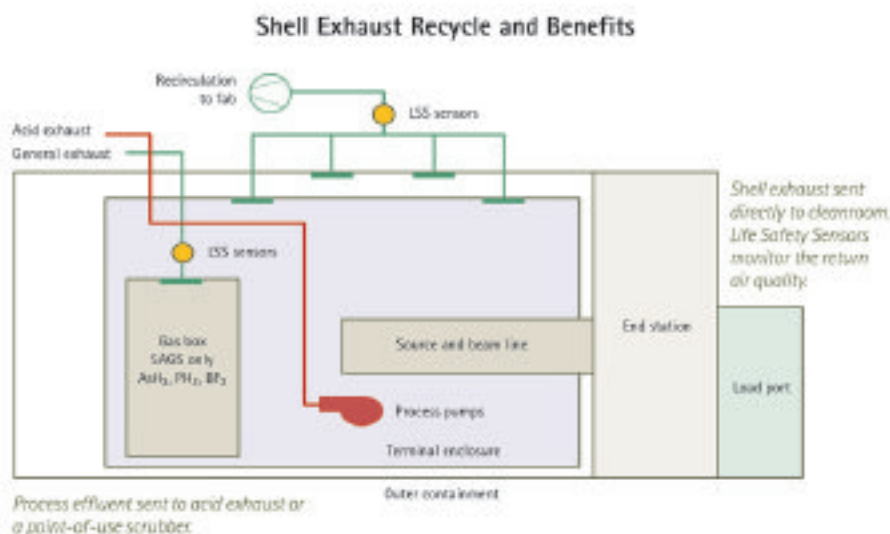 Shell Exhaust Recycle and Benefits
Recirculation
to fab
LSS sensors
Acid exhaust
General exhaust
Shell exhaust sent
directly to cleanroom.
Life Safety Sensors
monitor the return
air quality.
LSS sensors
End station
Gas box
SAGS only
AsH₃, PH₃, BF₃
Source and beam line
Load port
Process pumps
Terminal enclosure
Outer containment
Process effluent sent to acid exhaust or
a point-of-use scrubber.